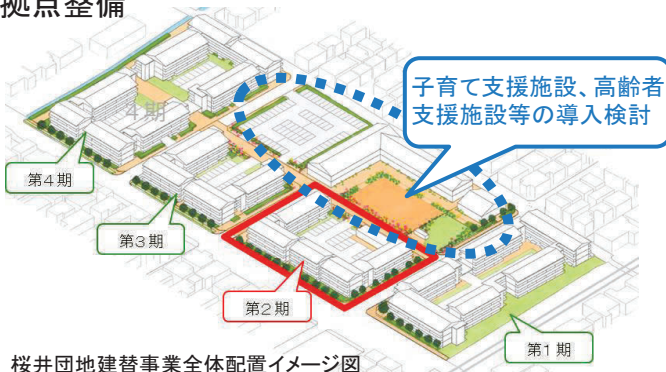 拠点整備
子育て支援施設、高齢者
支援施設等の導入検討
4期
第4期
第3期
第2期
第1期
桜井団地建替事業全体配置イメージ図